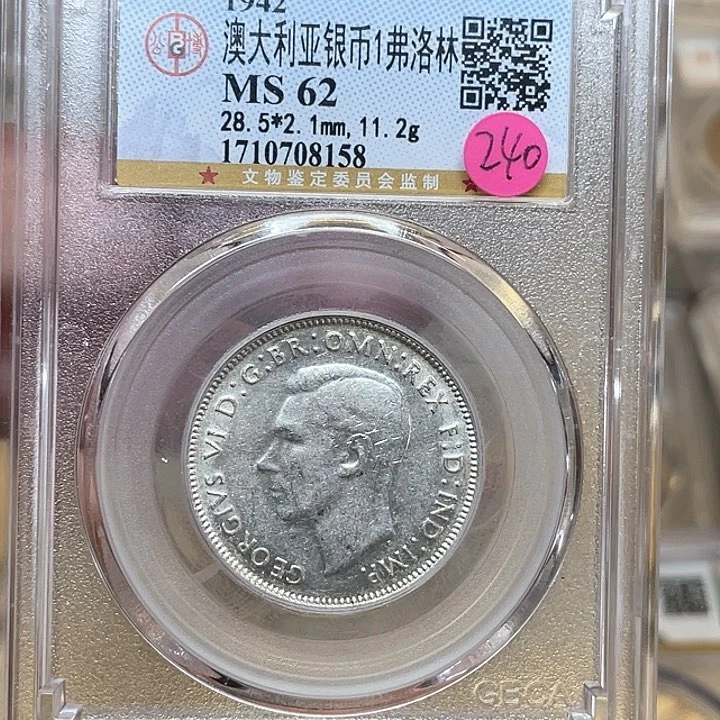 1942
澳大利亚银币1弗洛林
MS 62
28.5*2.1mm,11.2g
1710708158
240
文物鉴定委员会监制
GEORGIVS VI D:G:BR:OMN:REX F:D:IND:IMP.